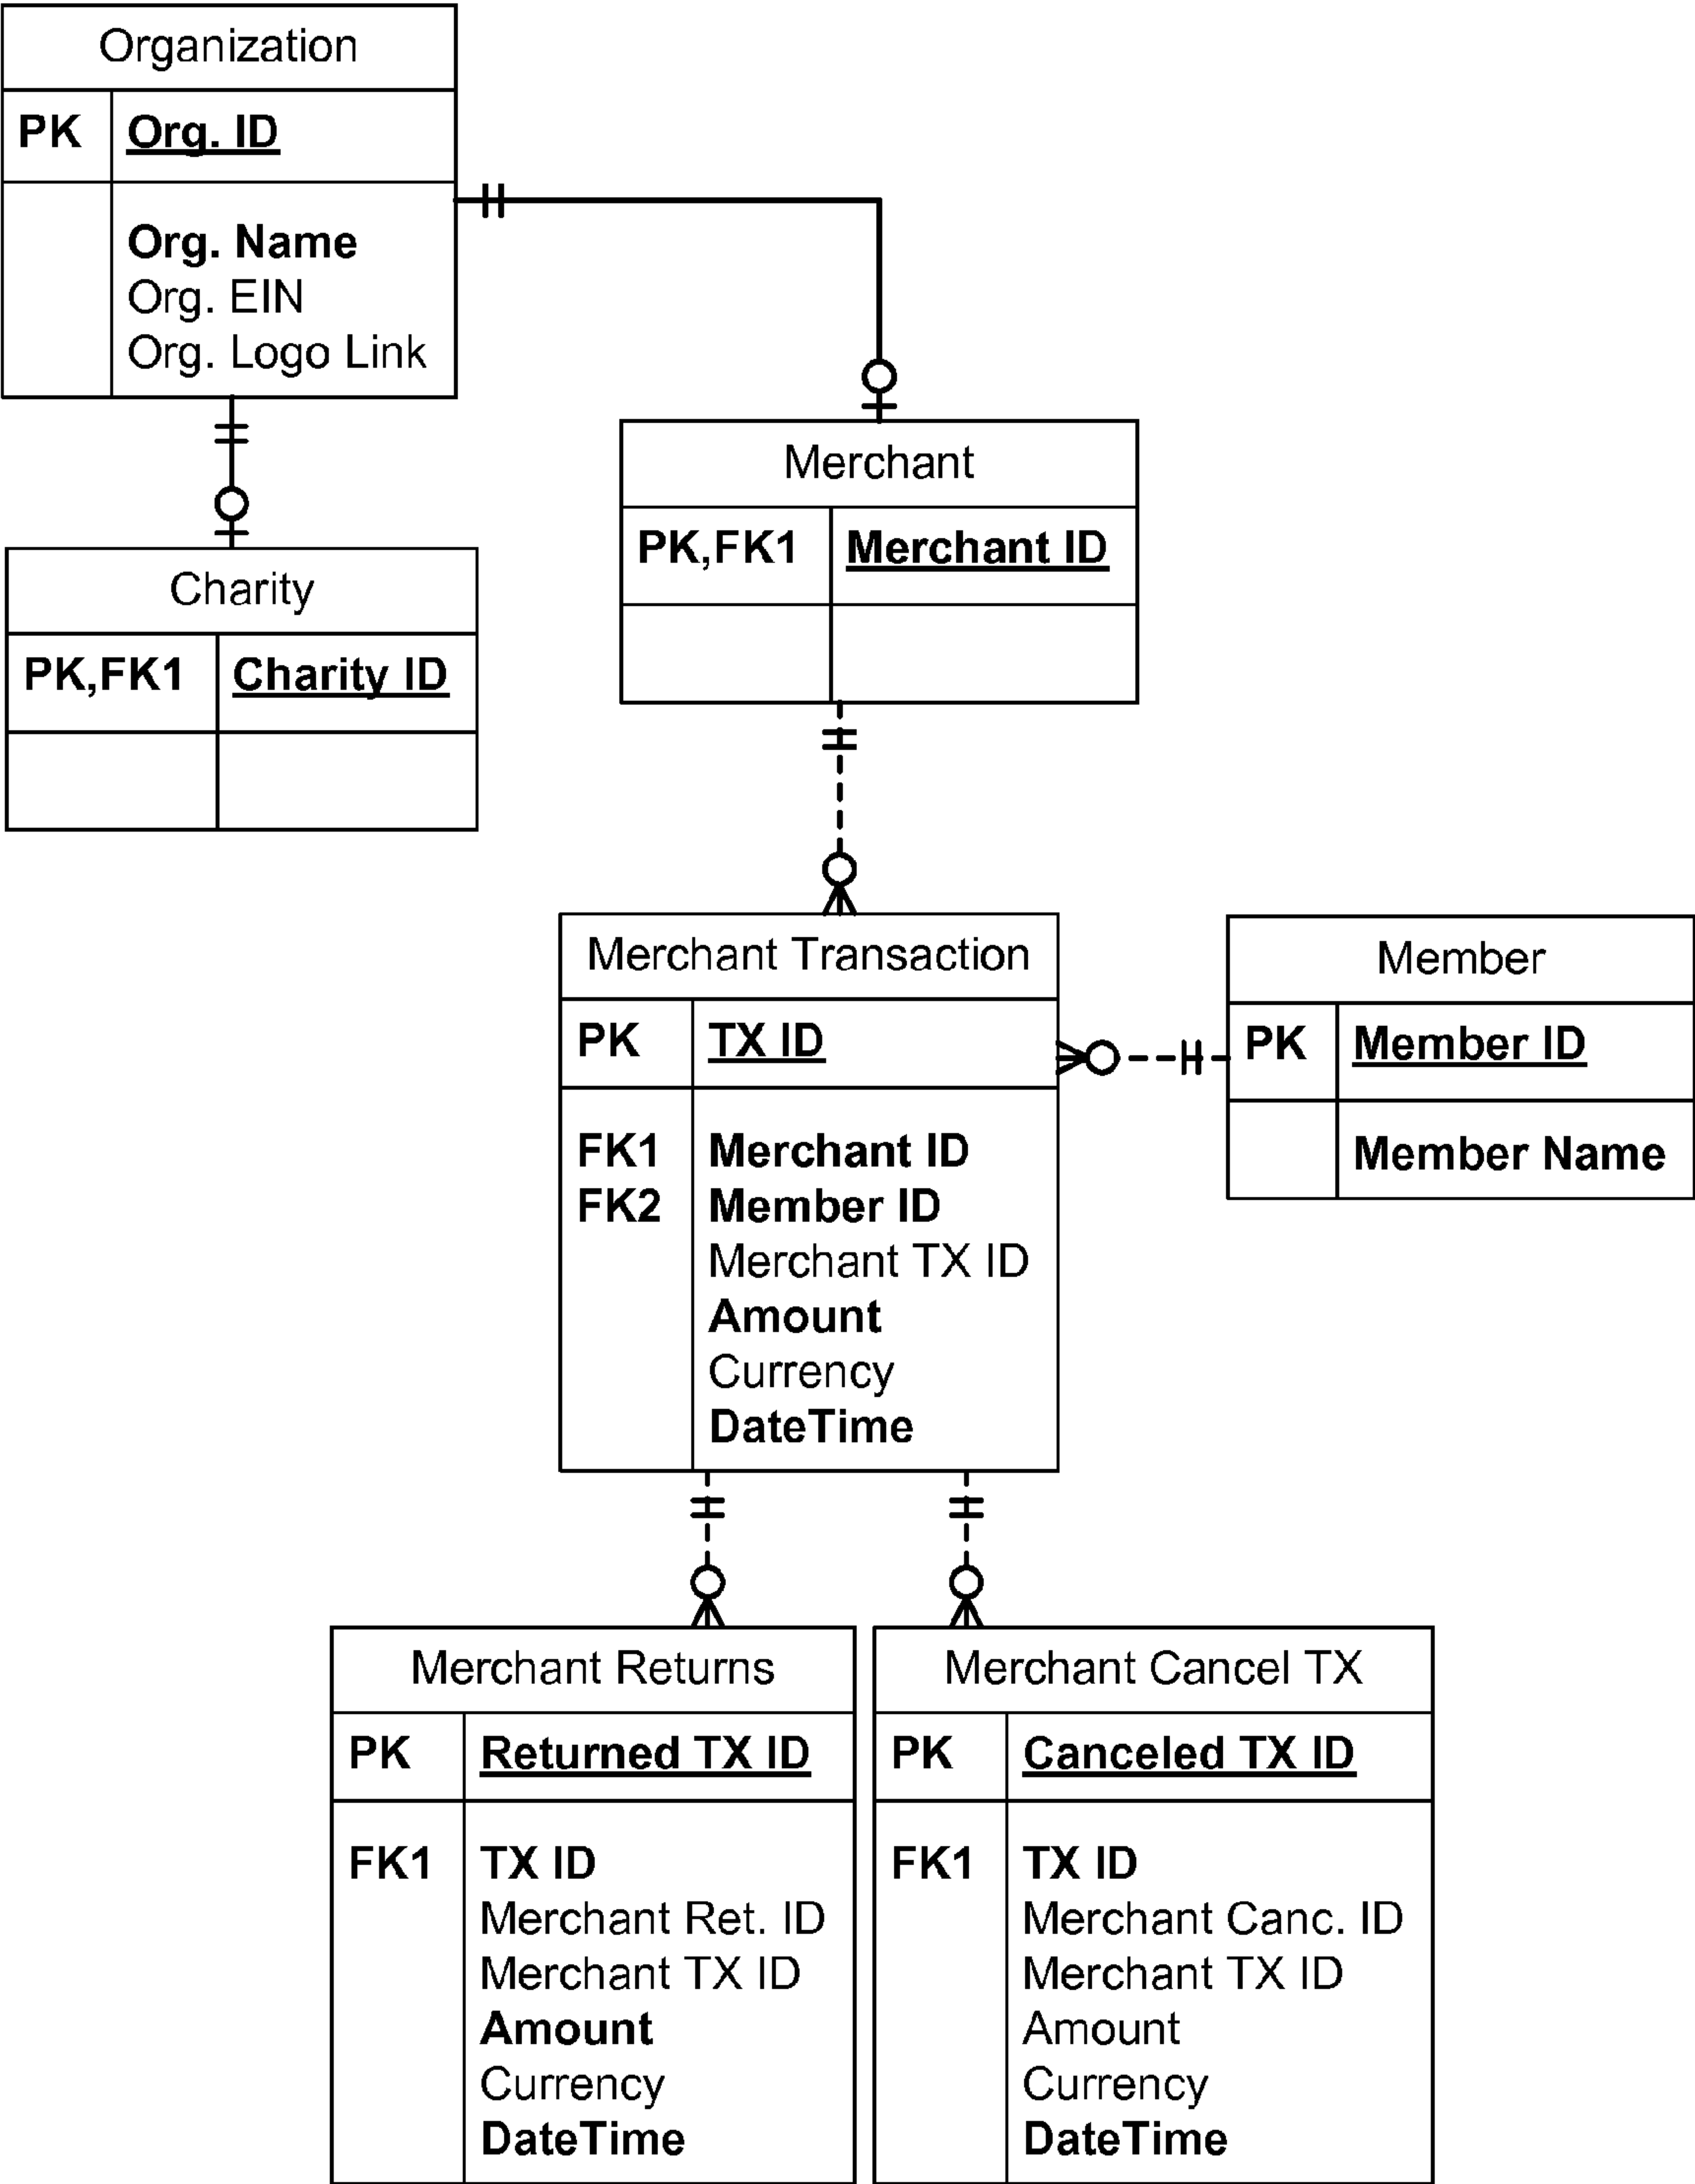 Organization
PK Org. ID
Org. Name
Org. EIN
Org. Logo Link
Merchant
PK,FK1 Merchant ID
Charity
PK,FK1 Charity ID
Merchant Transaction
PK TX ID
FK1 Merchant ID
FK2 Member ID
Merchant TX ID
Amount
Currency
DateTime
Member
PK Member ID
Member Name
Merchant Returns
PK Returned TX ID
FK1 TX ID
Merchant Ret. ID
Merchant TX ID
Amount
Currency
DateTime
Merchant Cancel TX
PK Canceled TX ID
FK1 TX ID
Merchant Canc. ID
Merchant TX ID
Amount
Currency
DateTime